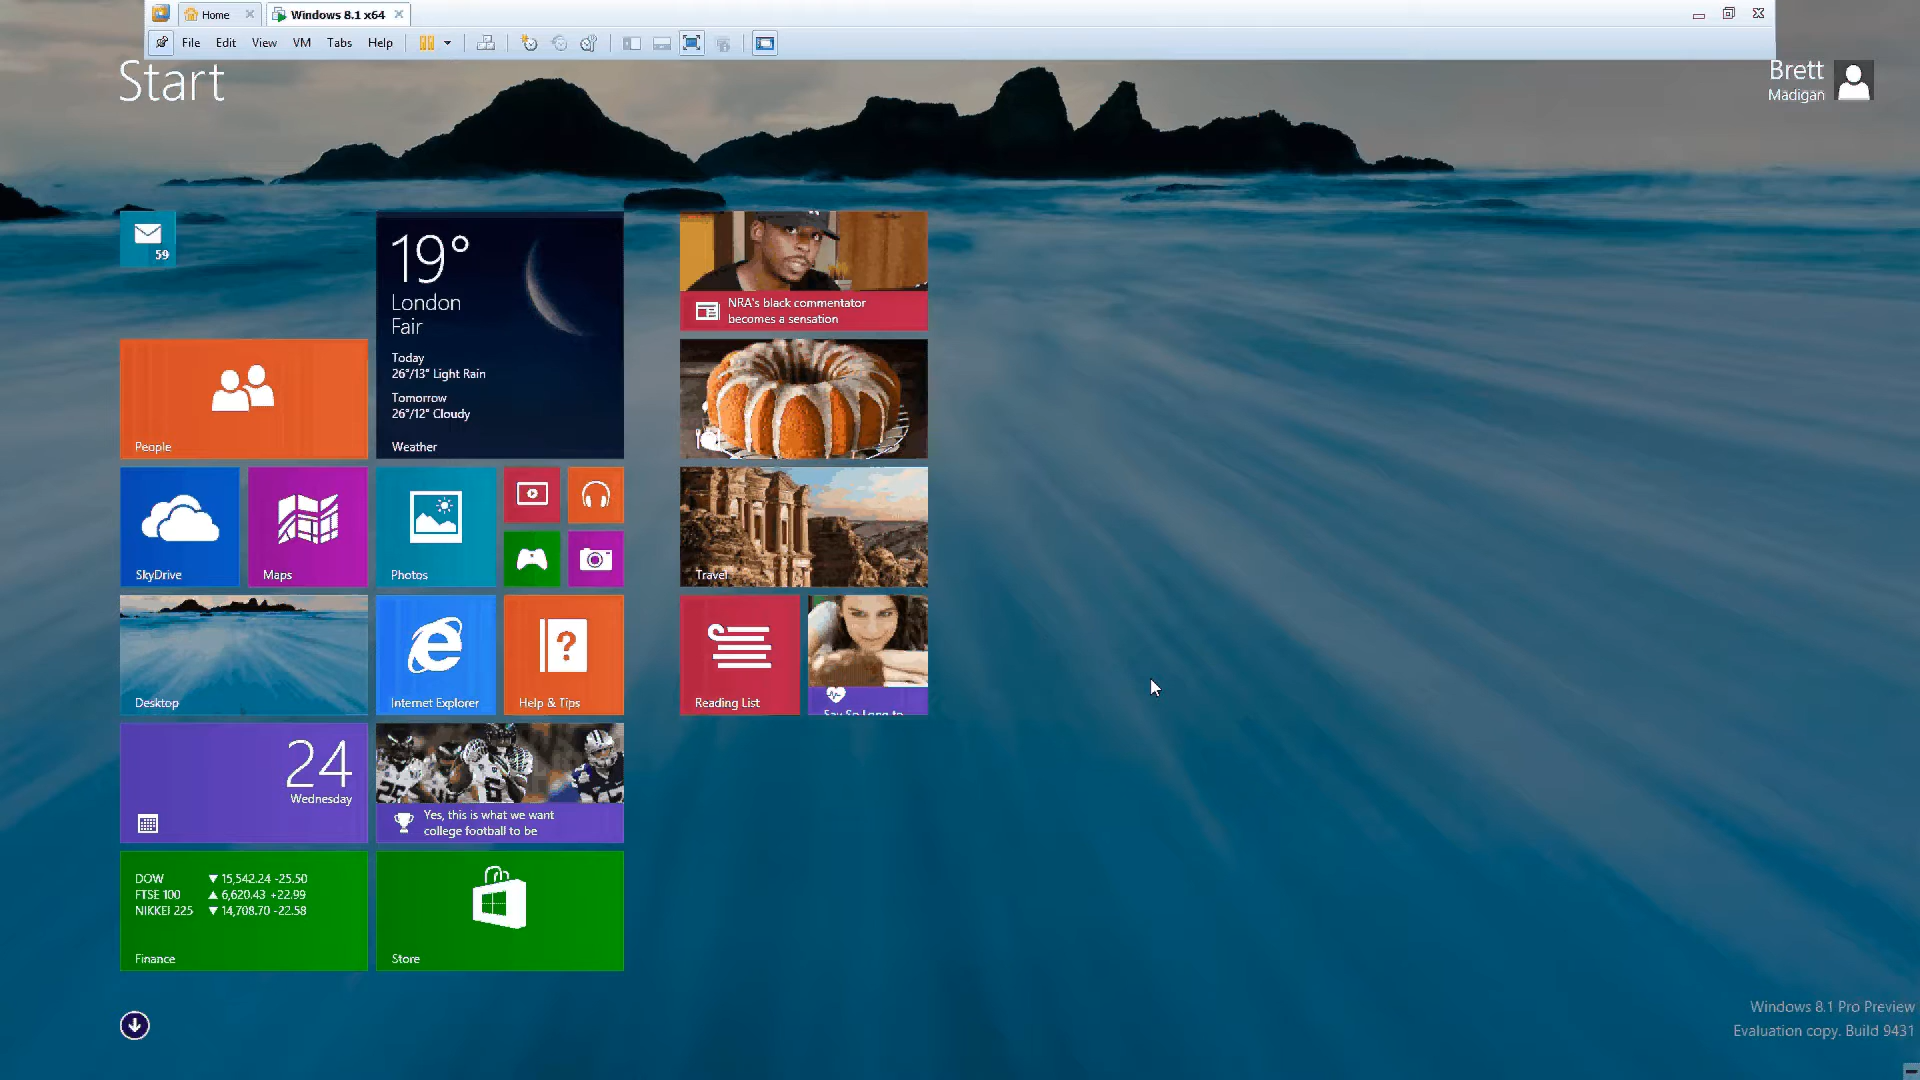 Home
Windows 8.1 x64
File Edit View VM Tabs Help
Start
Brett
Madigan
59
People
19°
London
Fair
Today
26°/13° Light Rain
Tomorrow
26°/12° Cloudy
Weather
NRA's black commentator
becomes a sensation
SkyDrive
Maps
Photos
Travel
Desktop
Internet Explorer
Help & Tips
Reading List
24
Wednesday
Yes, this is what we want
college football to be
DOW ▼ 15,542.24 -25.50
FTSE 100 ▲ 6,620.43 +22.99
NIKKEI 225 ▼ 14,708.70 -22.58
Finance
Store
Windows 8.1 Pro Preview
Evaluation copy. Build 9431